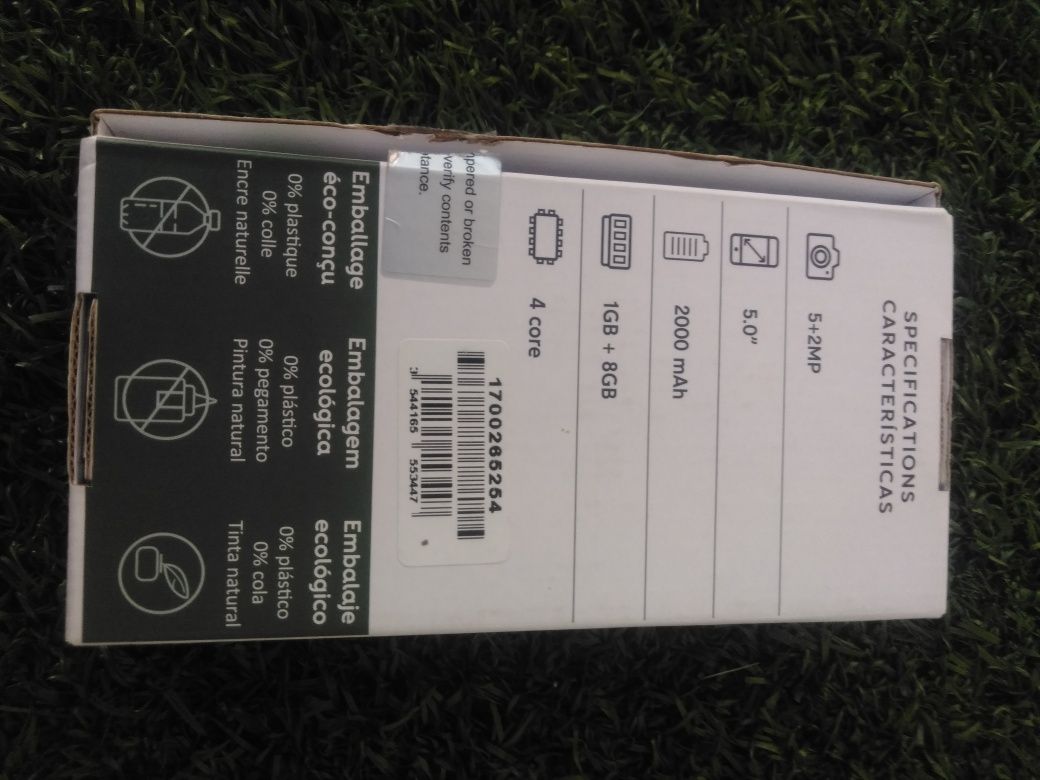 SPECIFICATIONS
CARACTERÍSTICAS
5+2MP
5.0"
2000 mAh
1GB + 8GB
4 core
pered or broken
verify contents
tance.
1700265254
3 544165 553447
Emballage
éco-conçu
0% plastique
0% colle
Encre naturelle
Embalagem
ecológica
0% plástico
0% pegamento
Pintura natural
Embalaje
ecológico
0% plástico
0% cola
Tinta natural